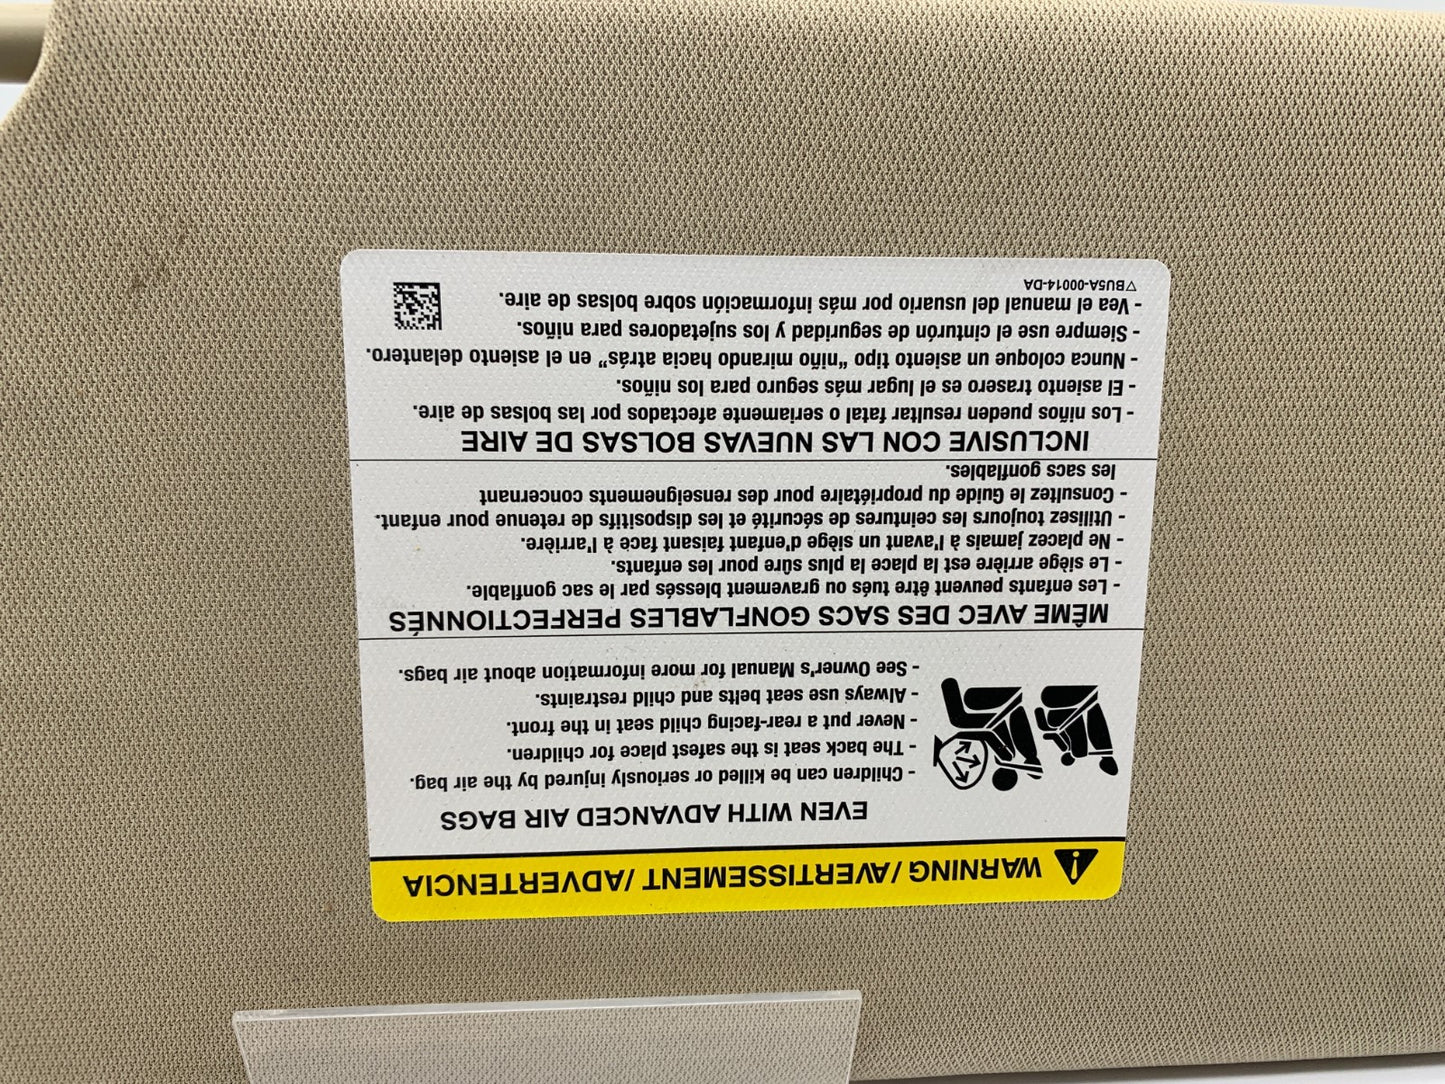 WARNING / AVERTISSEMENT / ADVERTENCIA
EVEN WITH ADVANCED AIR BAGS
- Children can be killed or seriously injured by the air bag.
- The back seat is the safest place for children.
- Never put a rear-facing child seat in the front.
- Always use seat belts and child restraints.
- See Owner's Manual for more information about air bags.
MÊME AVEC DES SACS GONFLABLES PERFECTIONNÉS
- Les enfants peuvent être tués ou gravement blessés par le sac gonflable.
- Le siège arrière est la place la plus sûre pour les enfants.
- Ne placez jamais à l'avant un siège d'enfant faisant face à l'arrière.
- Utilisez toujours les ceintures de sécurité et les dispositifs de retenue pour enfant.
- Consultez le Guide du propriétaire pour des renseignements concernant
les sacs gonflables.
INCLUSIVE CON LAS NUEVAS BOLSAS DE AIRE
- Los niños pueden resultar fatal o seriamente afectados por las bolsas de aire.
- El asiento trasero es el lugar más seguro para los niños.
- Nunca coloque un asiento tipo "niño mirando hacia atrás" en el asiento delantero.
- Siempre use el cinturón de seguridad y los sujetadores para niños.
- Vea el manual del usuario por más información sobre bolsas de aire.
▽BU5A-00014-DA